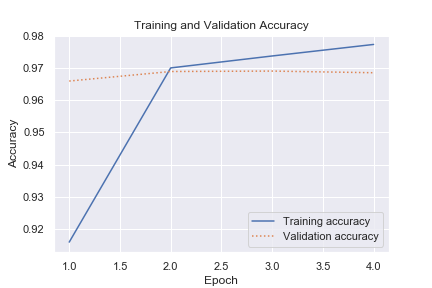 Training and Validation Accuracy
0.98
0.97
0.96
0.95
0.94
0.93
0.92
Accuracy
1.0 1.5 2.0 2.5 3.0 3.5 4.0
Epoch
Training accuracy
Validation accuracy